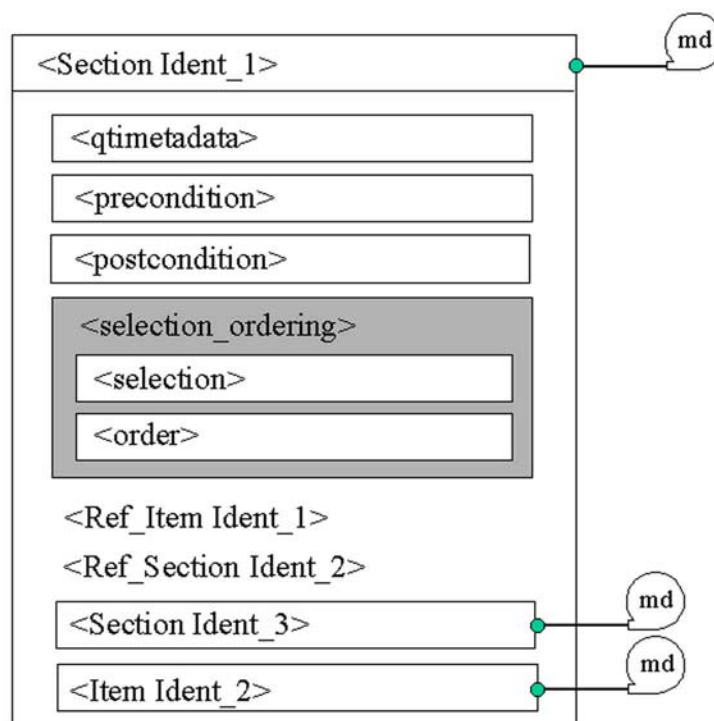 md
<Section Ident_1>
<qtimetadata>
<precondition>
<postcondition>
<selection_ordering>
<selection>
<order>
<Ref_Item Ident_1>
<Ref_Section Ident_2>
<Section Ident_3>
md
<Item Ident_2>
md